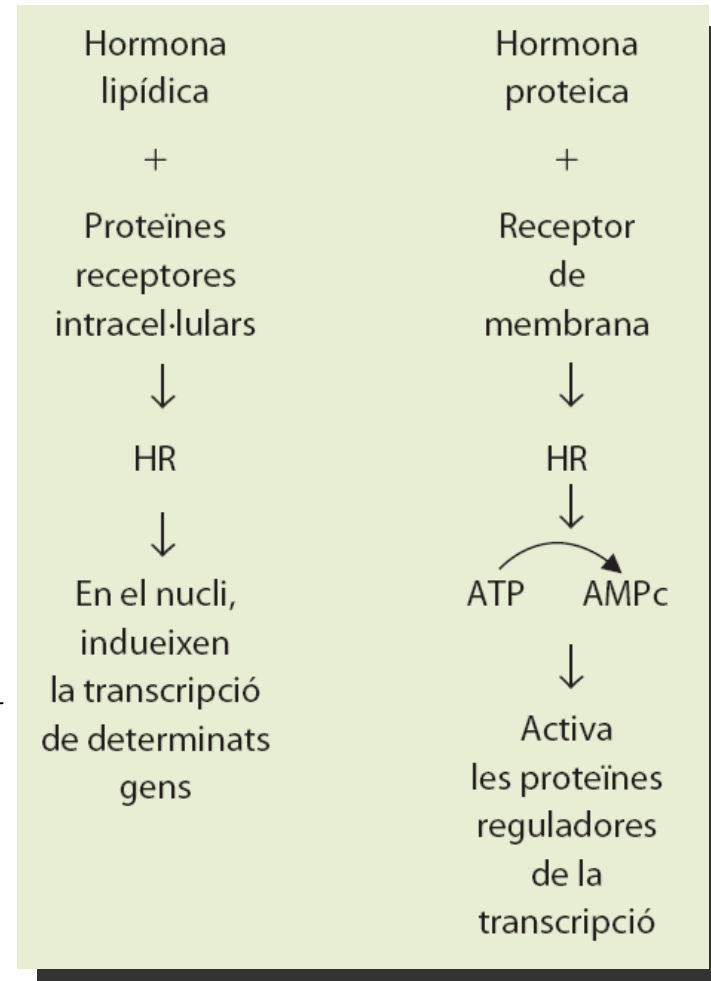 Hormona
lipídica
+
Proteïnes
receptores
intracel·lulars
HR
En el nucli,
indueixen
la transcripció
de determinats
gens
Hormona
proteica
+
Receptor
de
membrana
HR
ATP AMPc
Activa
les proteïnes
reguladores
de la
transcripció